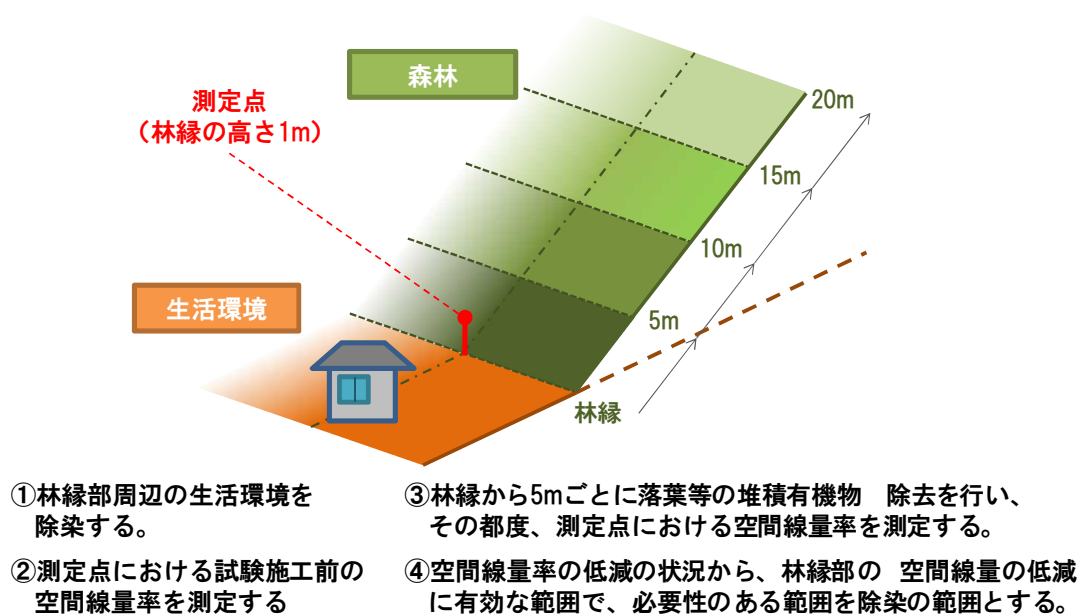 森林
測定点
（林縁の高さ1m）
20m
15m
10m
生活環境
5m
林縁
①林縁部周辺の生活環境を
除染する。
②測定点における試験施工前の
空間線量率を測定する
③林縁から5mごとに落葉等の堆積有機物　除去を行い、
その都度、測定点における空間線量率を測定する。
④空間線量率の低減の状況から、林縁部の 空間線量の低減
に有効な範囲で、必要性のある範囲を除染の範囲とする。